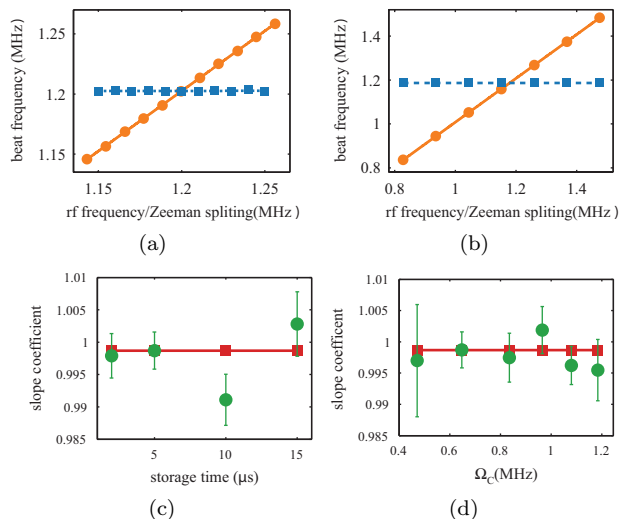 beat frequency (MHz)
1.25
1.2
1.15
1.15
1.2
1.25
rf frequency/Zeeman spliting(MHz)
(a)
beat frequency (MHz)
1.4
1.2
1
0.8
0.8
1
1.2
1.4
rf frequency/Zeeman spliting(MHz)
(b)
slope coefficient
1.01
1.005
1
0.995
0.99
0.985
5
10
15
storage time (μs)
(c)
slope coefficeint
1.01
1.005
1
0.995
0.99
0.985
0.4
0.6
0.8
1
1.2
Ω_C(MHz)
(d)